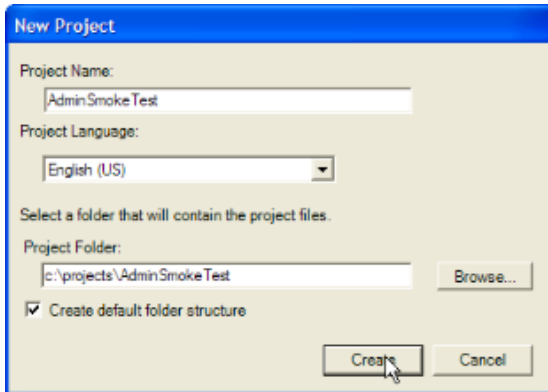 New Project
Project Name:
AdminSmokeTest
Project Language:
English (US)
Select a folder that will contain the project files.
Project Folder:
c:\projects\AdminSmokeTest
Browse...
Create default folder structure
Create
Cancel